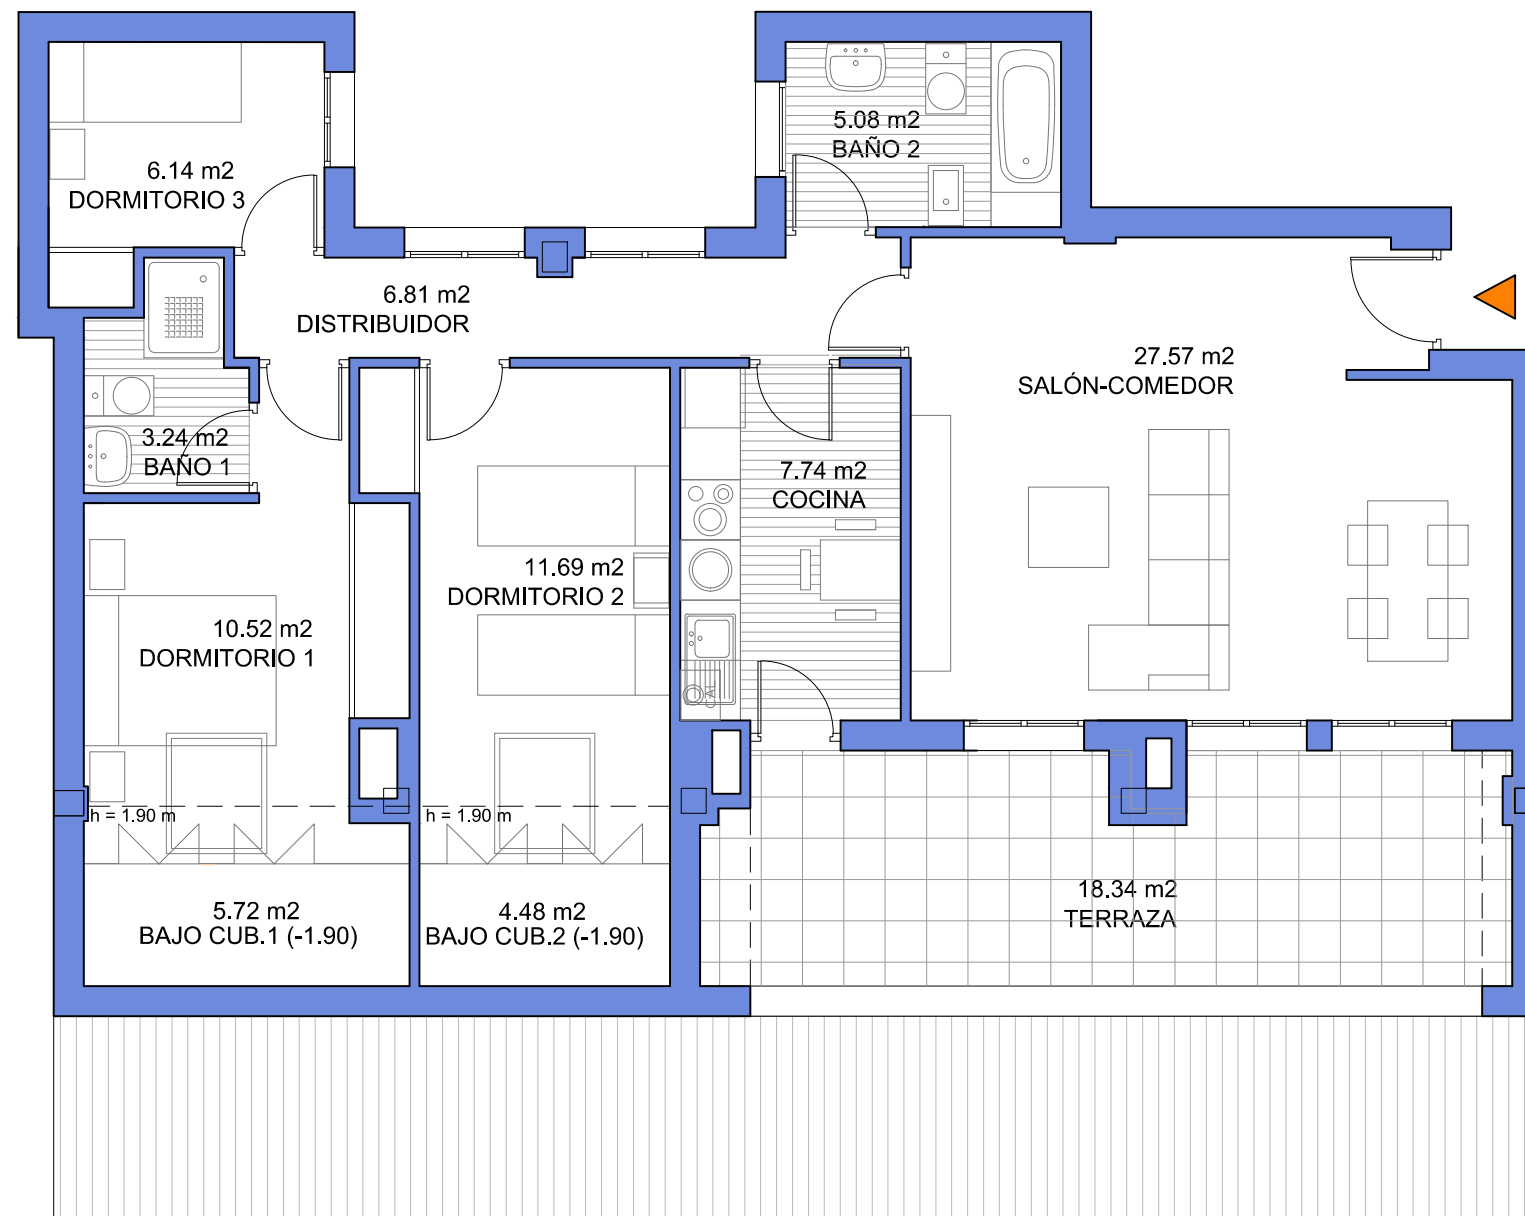 5.08 m2
BAÑO 2
6.14 m2
DORMITORIO 3
6.81 m2
DISTRIBUIDOR
27.57 m2
SALÓN-COMEDOR
3.24 m2
BAÑO 1
7.74 m2
COCINA
11.69 m2
DORMITORIO 2
10.52 m2
DORMITORIO 1
CAL
h = 1.90 m
h = 1.90 m
18.34 m2
TERRAZA
5.72 m2
BAJO CUB.1 (-1.90)
4.48 m2
BAJO CUB.2 (-1.90)